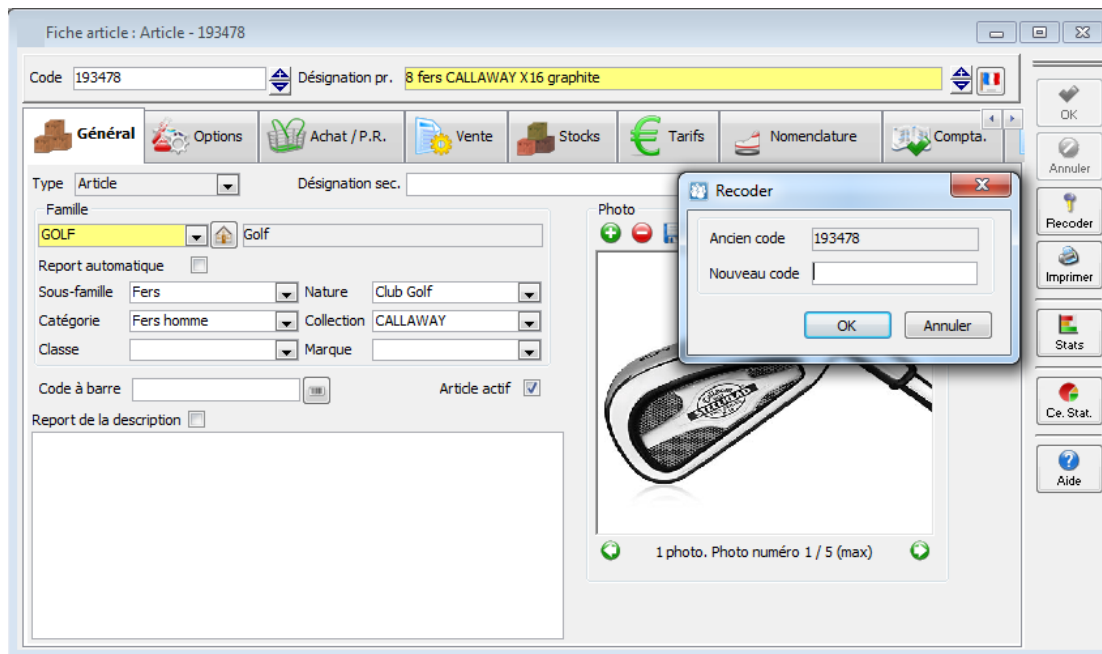 Fiche article : Article - 193478
Code 193478 Désignation pr. 8 fers CALLAWAY X16 graphite
Général Options Achat / P.R. Vente Stocks Tarifs Nomenclature Compta.
Type Article Désignation sec.
Famille
GOLF Golf
Report automatique
Sous-famille Fers Nature Club Golf
Catégorie Fers homme Collection CALLAWAY
Classe Marque
Code à barre Article actif
Report de la description
Photo
1 photo. Photo numéro 1 / 5 (max)
Recoder
Ancien code 193478
Nouveau code
OK Annuler
OK
Annuler
Recoder
Imprimer
Stats
Ce. Stat.
Aide